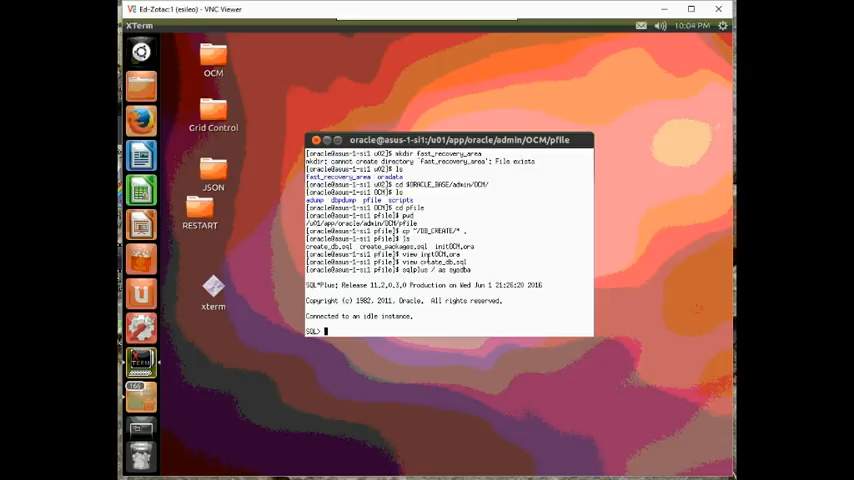 Ed-Zotac:1 (esileo) - VNC Viewer
XTerm
10:04 PM
OCM
Grid Control
JSON
RESTART
xterm
166
oracle@asus-1-sl1:/u01/app/oracle/admin/OCM/pfile
[oracle@asus-1-sl1 u02]$ mkdir fast_recovery_area
mkdir: cannot create directory `fast_recovery_area': File exists
[oracle@asus-1-sl1 u02]$ ls
fast_recovery_area  oradata
[oracle@asus-1-sl1 u02]$ cd $ORACLE_BASE/admin/OCM/
[oracle@asus-1-sl1 OCM]$ ls
adump  dbpdump  pfile  scripts
[oracle@asus-1-sl1 OCM]$ cd pfile
[oracle@asus-1-sl1 pfile]$ pwd
/u01/app/oracle/admin/OCM/pfile
[oracle@asus-1-sl1 pfile]$ cp ~/DB_CREATE/* .
[oracle@asus-1-sl1 pfile]$ ls
create_db.sql  create_packages.sql  initOCM.ora
[oracle@asus-1-sl1 pfile]$ view initOCM.ora
[oracle@asus-1-sl1 pfile]$ view create_db.sql
[oracle@asus-1-sl1 pfile]$ sqlplus / as sysdba
SQL*Plus: Release 11.2.0.3.0 Production on Wed Jun 1 21:26:20 2016
Copyright (c) 1982, 2011, Oracle.  All rights reserved.
Connected to an idle instance.
SQL>